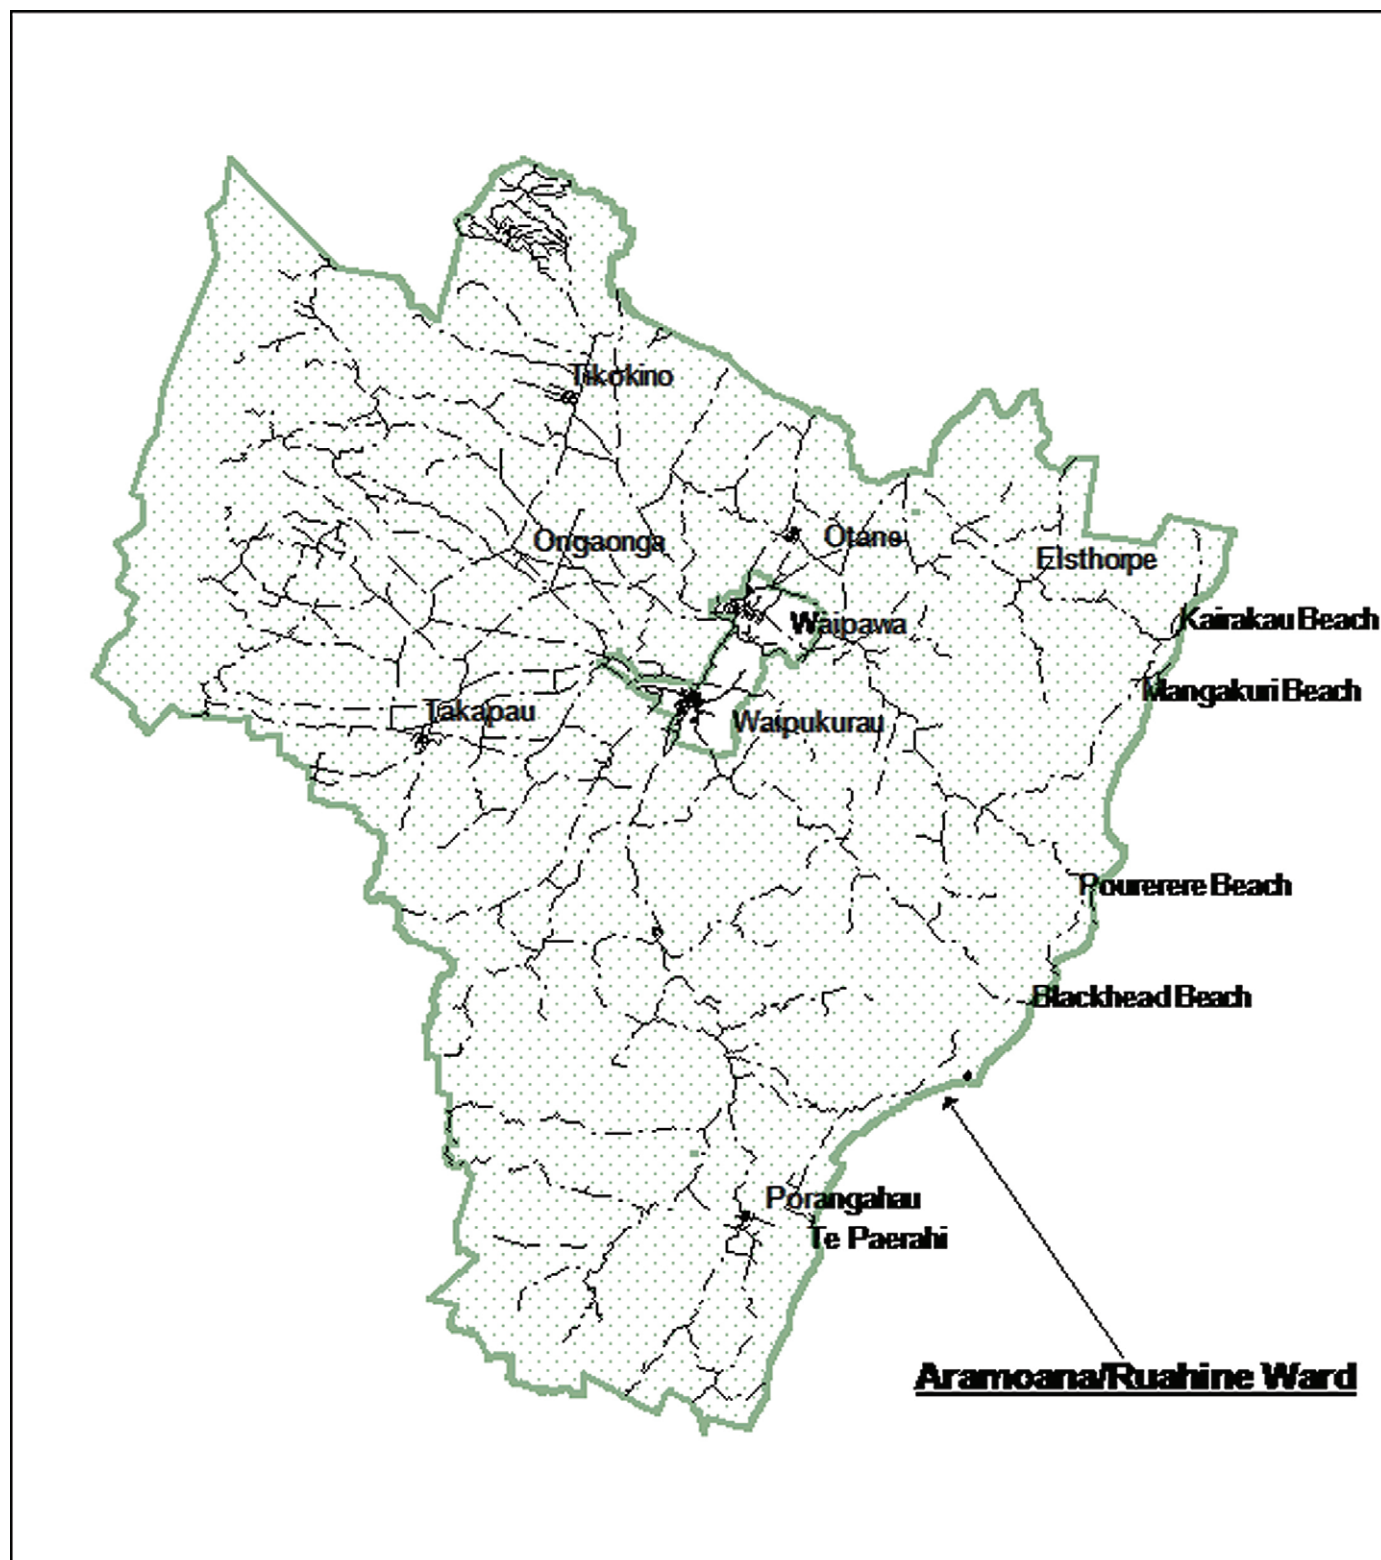 Tikokino
Ongaonga
Otane
Elsthorpe
Kairakau Beach
Waipawa
Mangakuri Beach
Takapau
Waipukurau
Pourerere Beach
Blackhead Beach
Porangahau
Te Paerahi
Aramoana/Ruahine Ward